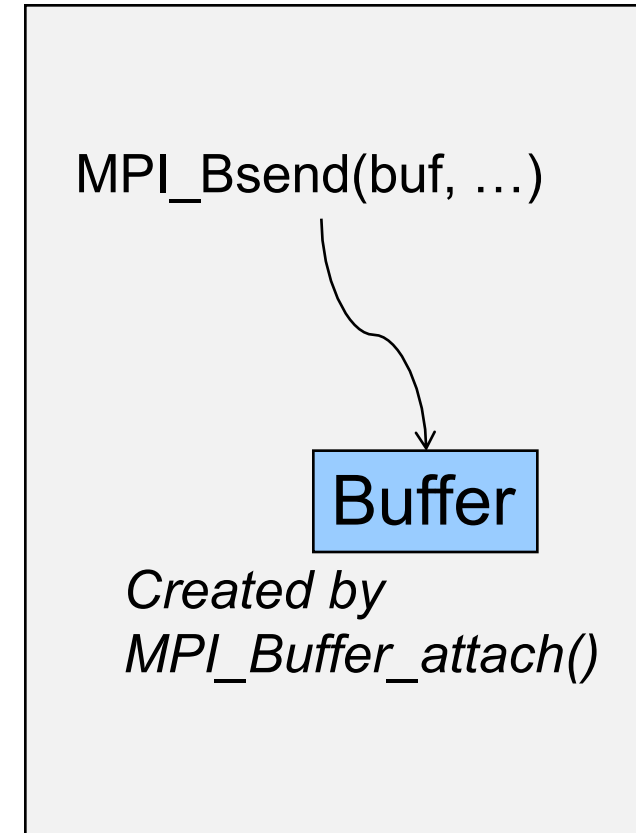 MPI_Bsend(buf, …)
Buffer
Created by
MPI_Buffer_attach()